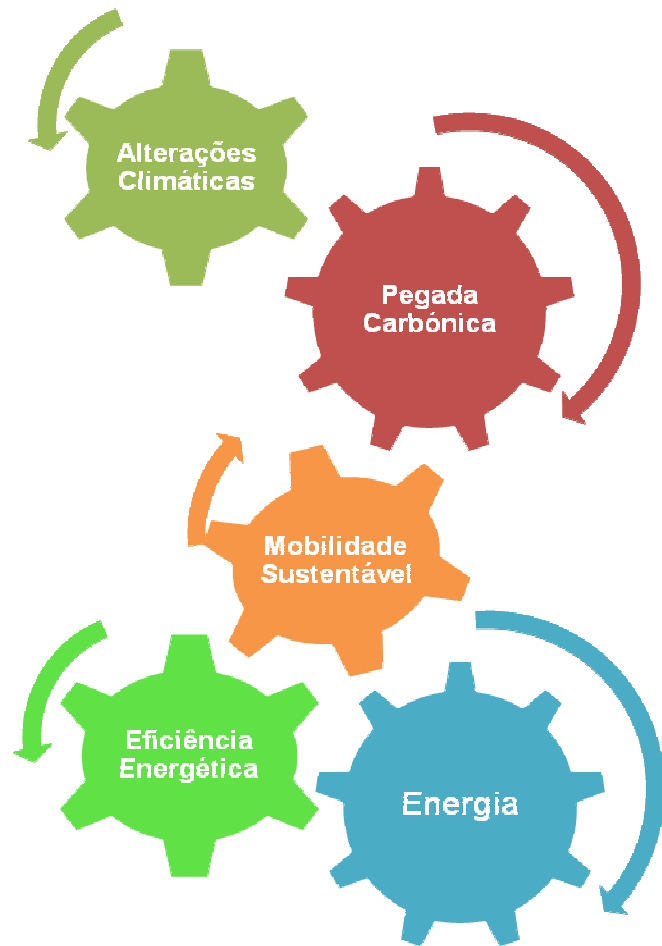 Alterações
Climáticas
Pegada
Carbónica
Mobilidade
Sustentável
Eficiência
Energética
Energia